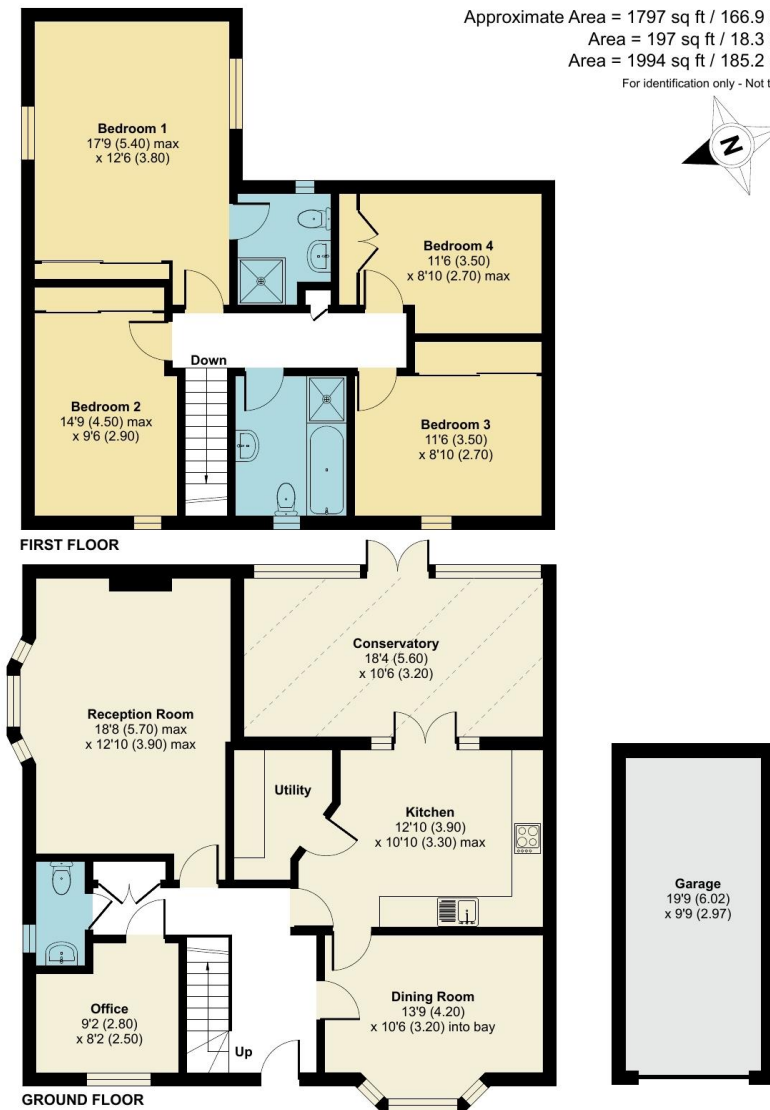 Approximate Area = 1797 sq ft / 166.9
Area = 197 sq ft / 18.3
Area = 1994 sq ft / 185.2
For identification only - Not t
N
Bedroom 1
17'9 (5.40) max
x 12'6 (3.80)
Bedroom 4
11'6 (3.50)
x 8'10 (2.70) max
Down
Bedroom 2
14'9 (4.50) max
x 9'6 (2.90)
Bedroom 3
11'6 (3.50)
x 8'10 (2.70)
FIRST FLOOR
Conservatory
18'4 (5.60)
x 10'6 (3.20)
Reception Room
18'8 (5.70) max
x 12'10 (3.90) max
Utility
Kitchen
12'10 (3.90)
x 10'10 (3.30) max
Garage
19'9 (6.02)
x 9'9 (2.97)
Office
9'2 (2.80)
x 8'2 (2.50)
Up
Dining Room
13'9 (4.20)
x 10'6 (3.20) into bay
GROUND FLOOR